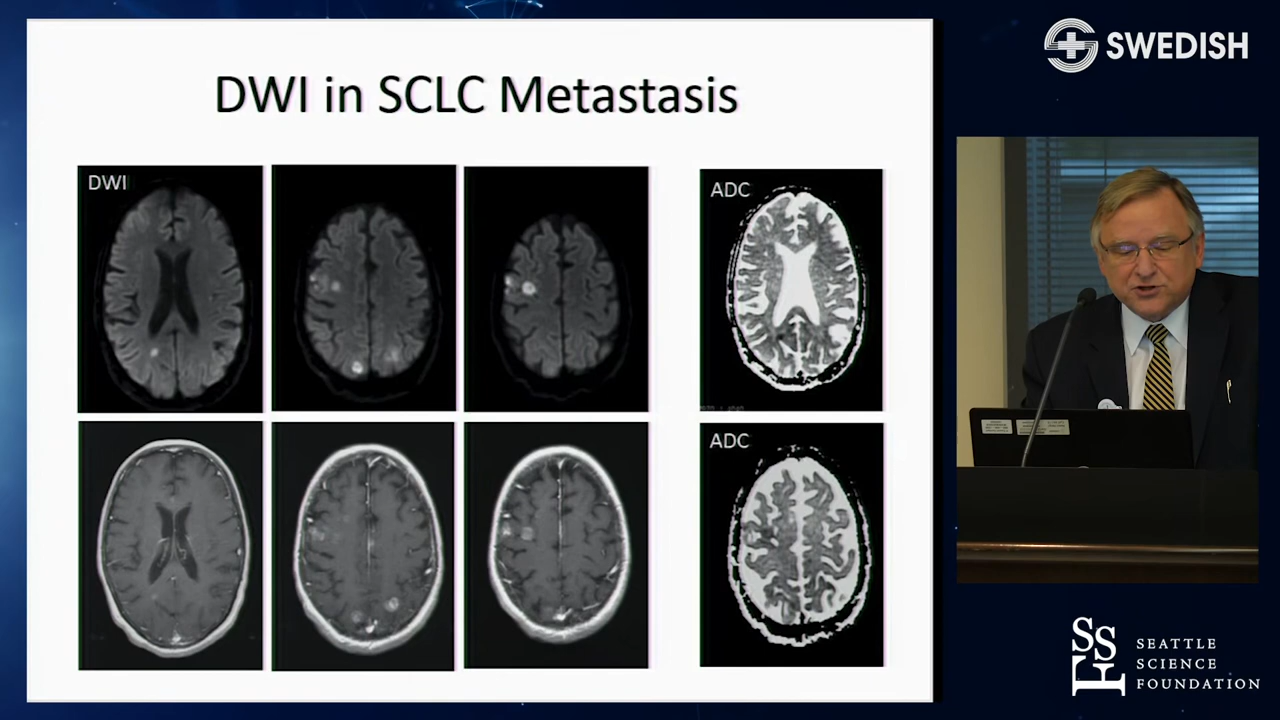 SWEDISH
DWI in SCLC Metastasis
DWI
ADC
ADC
SEATTLE
SCIENCE
FOUNDATION